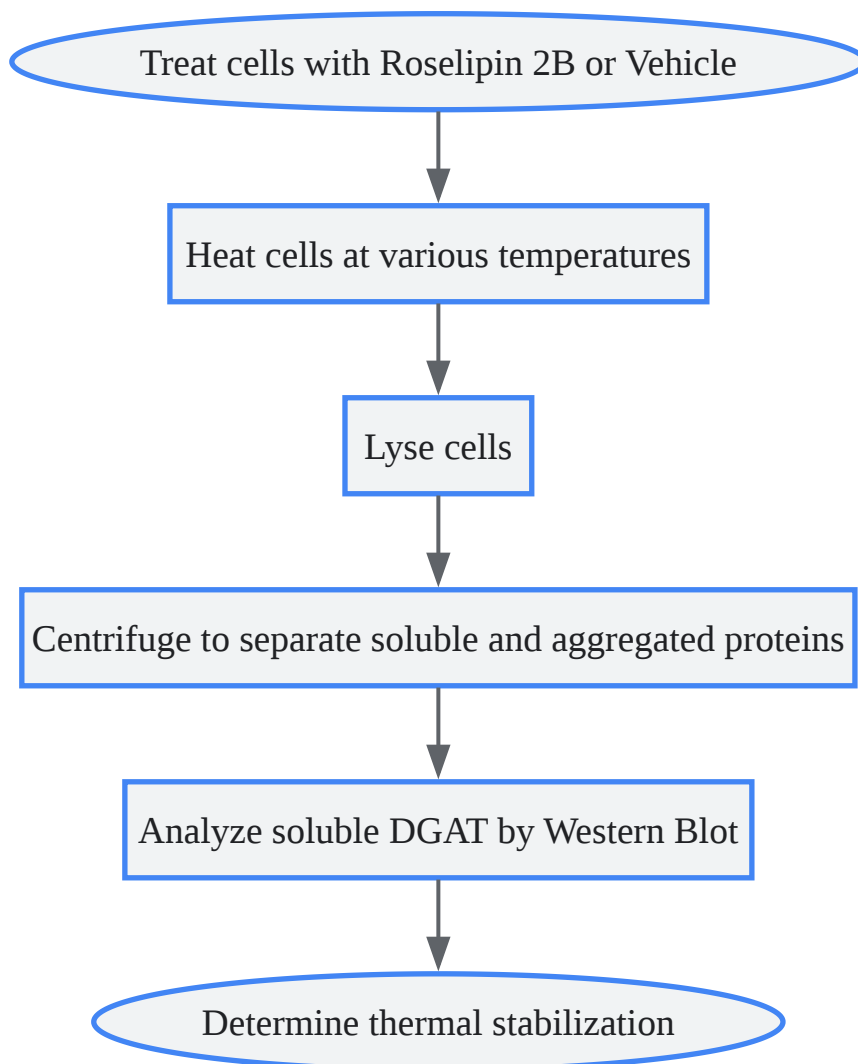 Treat cells with Roselipin 2B or Vehicle
Heat cells at various temperatures
Lyse cells
Centrifuge to separate soluble and aggregated proteins
Analyze soluble DGAT by Western Blot
Determine thermal stabilization